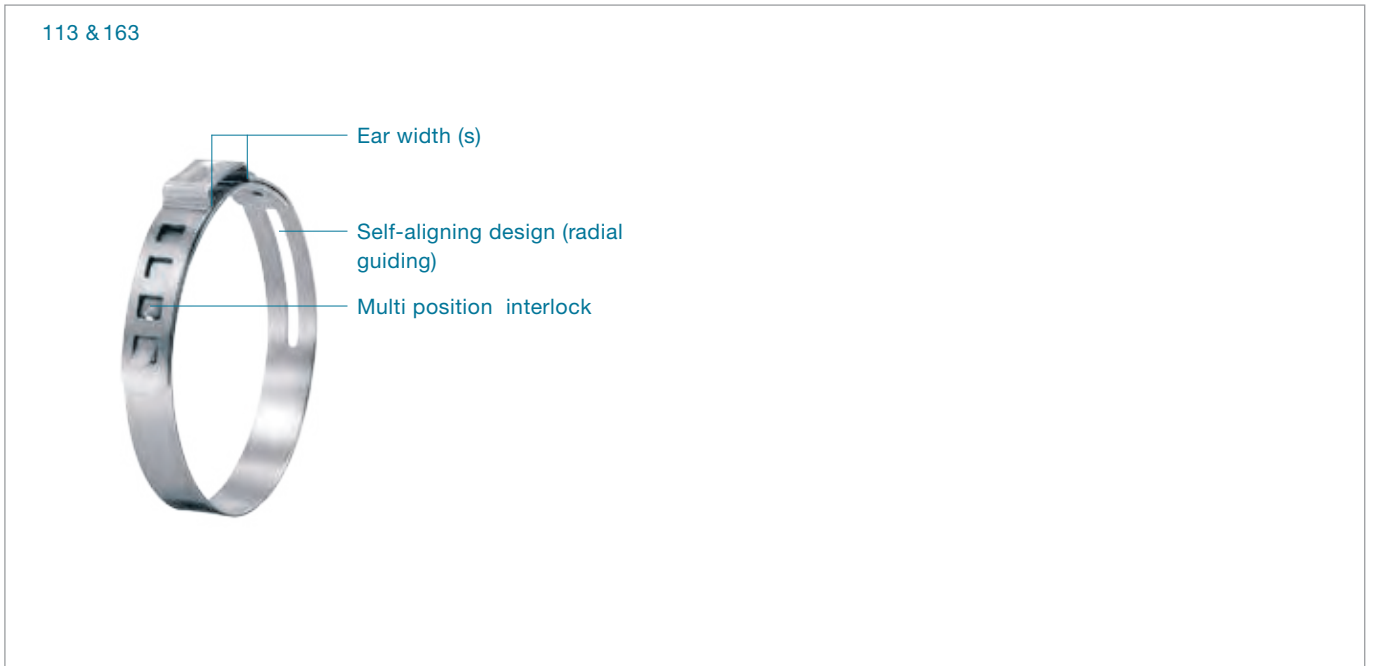 113 & 163
Ear width (s)
Self-aligning design (radial
guiding)
Multi position interlock